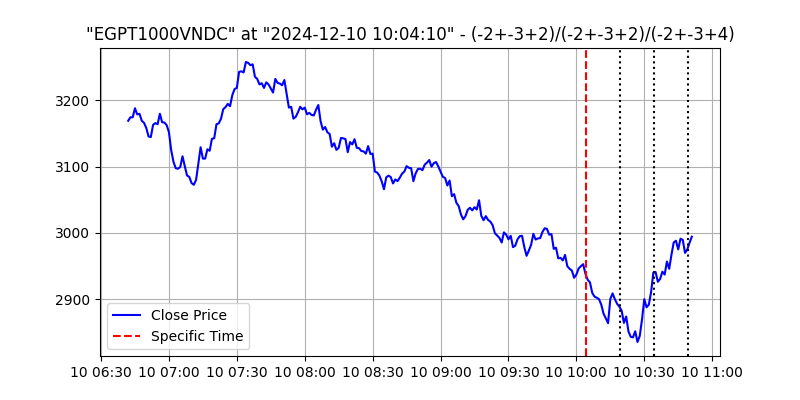 "EGPT1000VNDC" at "2024-12-10 10:04:10" - (-2+-3+2)/(-2+-3+2)/(-2+-3+4)
3200
3100
3000
2900
Close Price
Specific Time
10 06:30 10 07:00 10 07:30 10 08:00 10 08:30 10 09:00 10 09:30 10 10:00 10 10:30 10 11:00